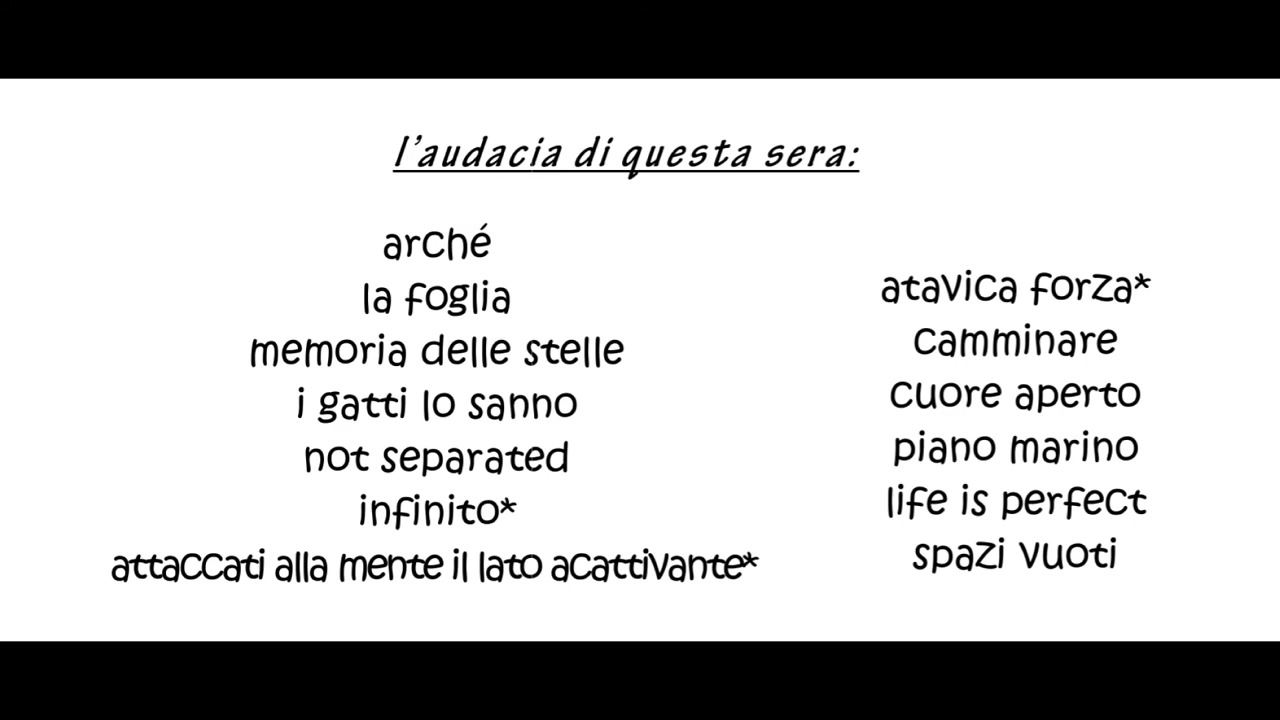 l'audacia di questa sera:
arché
la foglia
memoria delle stelle
i gatti lo sanno
not separated
infinito*
attaccati alla mente il lato acattivante*
atavica forza*
camminare
cuore aperto
piano marino
life is perfect
spazi vuoti